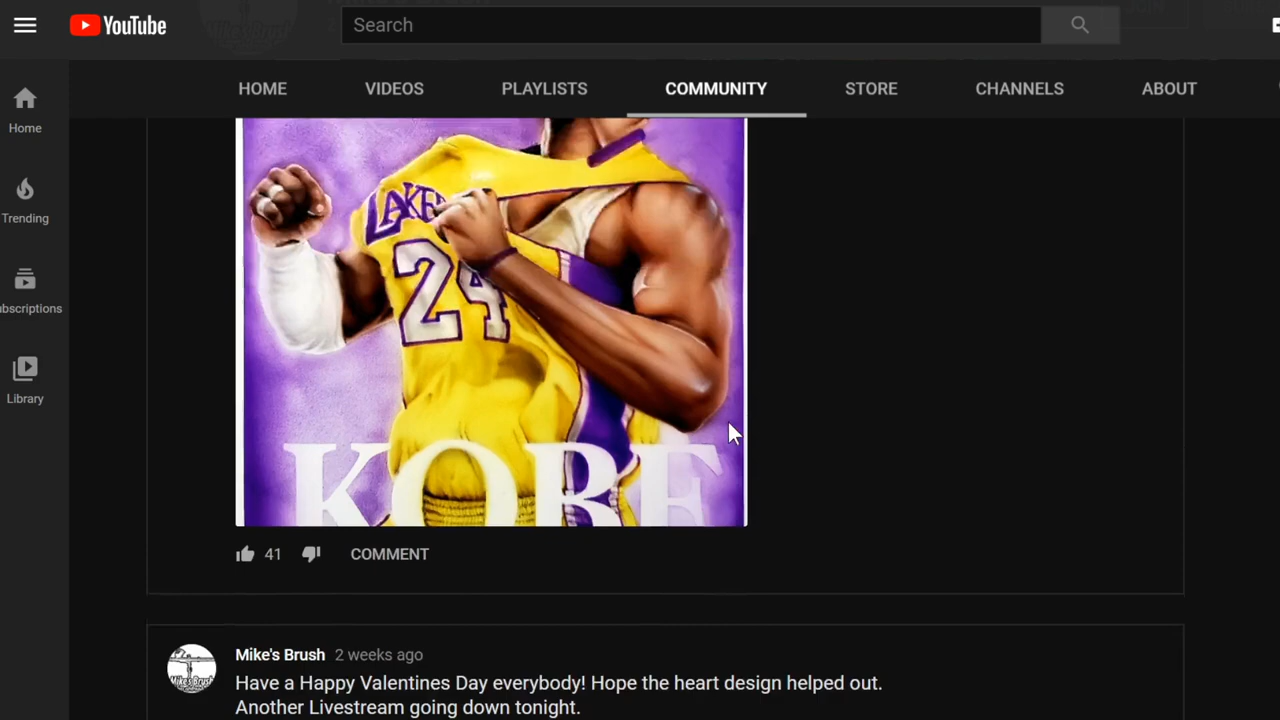 YouTube
Search
HOME VIDEOS PLAYLISTS COMMUNITY STORE CHANNELS ABOUT
Home
Trending
ubscriptions
Library
LAKE
24
KOBE
41 COMMENT
Mike's Brush 2 weeks ago
Have a Happy Valentines Day everybody! Hope the heart design helped out.
Another Livestream going down tonight.